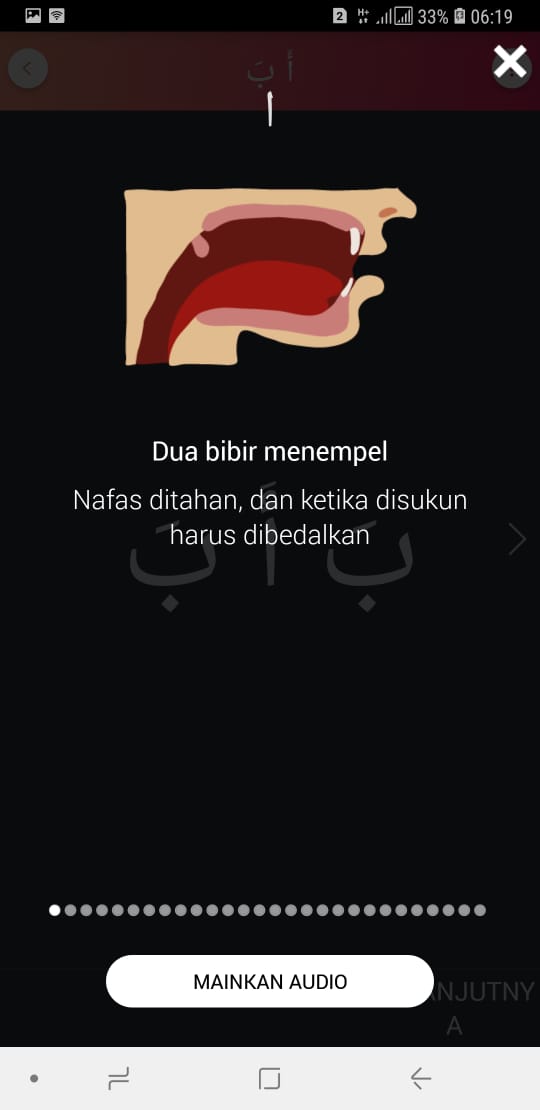 2 H+ 33% 06:19
أَ بَ
ا
Dua bibir menempel
Nafas ditahan, dan ketika disukun
harus dibedalkan
بَ أَ بَ
MAINKAN AUDIO
NJUTNY
A